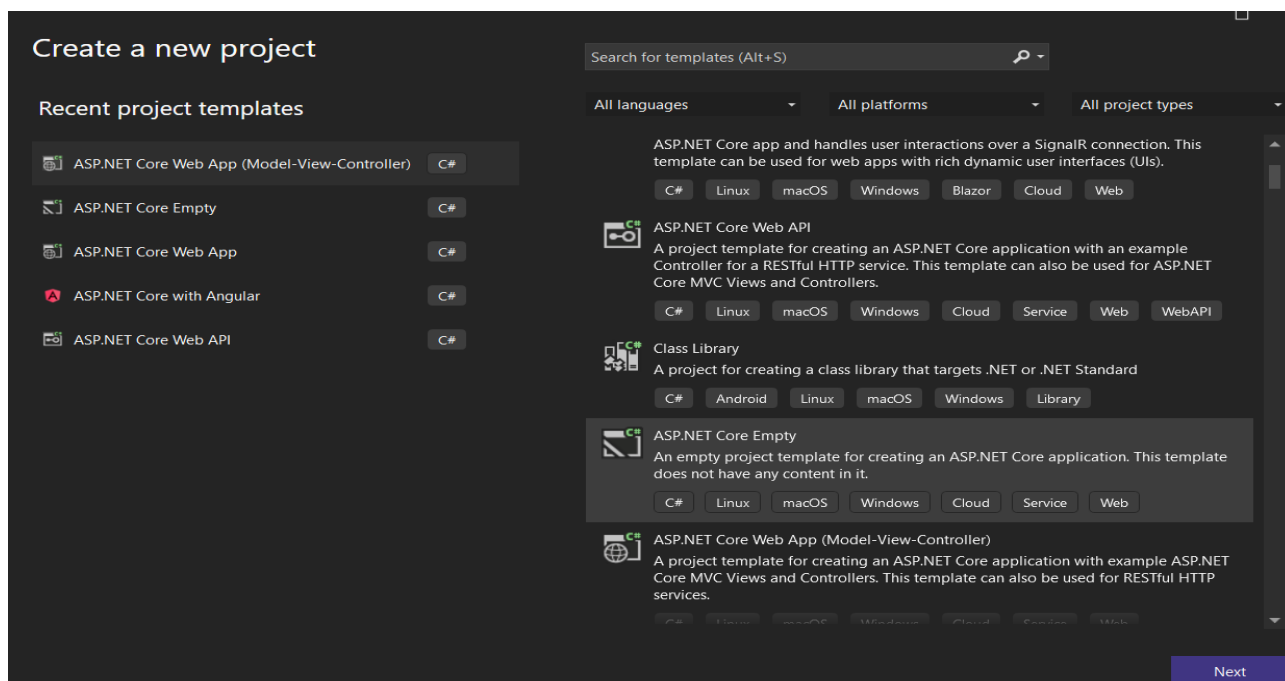 Create a new project
Recent project templates
ASP.NET Core Web App (Model-View-Controller) C#
ASP.NET Core Empty C#
ASP.NET Core Web App C#
ASP.NET Core with Angular C#
ASP.NET Core Web API C#
Search for templates (Alt+S)
All languages All platforms All project types
ASP.NET Core app and handles user interactions over a SignalR connection. This
template can be used for web apps with rich dynamic user interfaces (UIs).
C# Linux macOS Windows Blazor Cloud Web
ASP.NET Core Web API
A project template for creating an ASP.NET Core application with an example
Controller for a RESTful HTTP service. This template can also be used for ASP.NET
Core MVC Views and Controllers.
C# Linux macOS Windows Cloud Service Web WebAPI
Class Library
A project for creating a class library that targets .NET or .NET Standard
C# Android Linux macOS Windows Library
ASP.NET Core Empty
An empty project template for creating an ASP.NET Core application. This template
does not have any content in it.
C# Linux macOS Windows Cloud Service Web
ASP.NET Core Web App (Model-View-Controller)
A project template for creating an ASP.NET Core application with example ASP.NET
Core MVC Views and Controllers. This template can also be used for RESTful HTTP
services.
C# Linux macOS Windows Cloud Service Web
Next